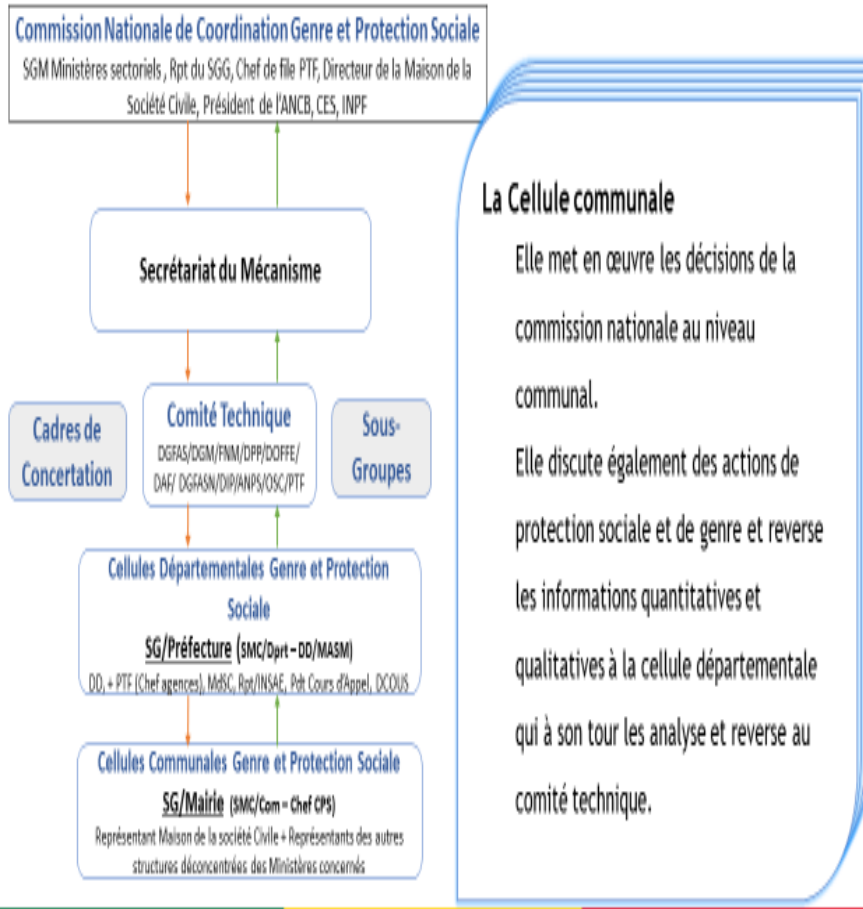 Commission Nationale de Coordination Genre et Protection Sociale
SGM Ministères sectoriels , Rpt du SGG, Chef de file PTF, Directeur de la Maison de la
Société Civile, Président de l'ANCB, CES, INPF
Secrétariat du Mécanisme
Cadres de
Concertation
Comité Technique
DGFAS/DGM/FNM/DPP/DOFFE/
DAF/ DGFASN/DIP/ANPS/OSC/PTF
Sous-
Groupes
Cellules Départementales Genre et Protection
Sociale
SG/Préfecture (SMC/Dprt – DD/MASM)
DD, + PTF (Chef agences), MdSC, Rpt/INSAE, Pdt Cours d'Appel, DCOUS
Cellules Communales Genre et Protection Sociale
SG/Mairie (SMC/Com – Chef CPS)
Représentant Maison de la société Civile + Représentants des autres
structures déconcentrées des Ministères concernés
La Cellule communale
Elle met en œuvre les décisions de la
commission nationale au niveau
communal.
Elle discute également des actions de
protection sociale et de genre et reverse
les informations quantitatives et
qualitatives à la cellule départementale
qui à son tour les analyse et reverse au
comité technique.